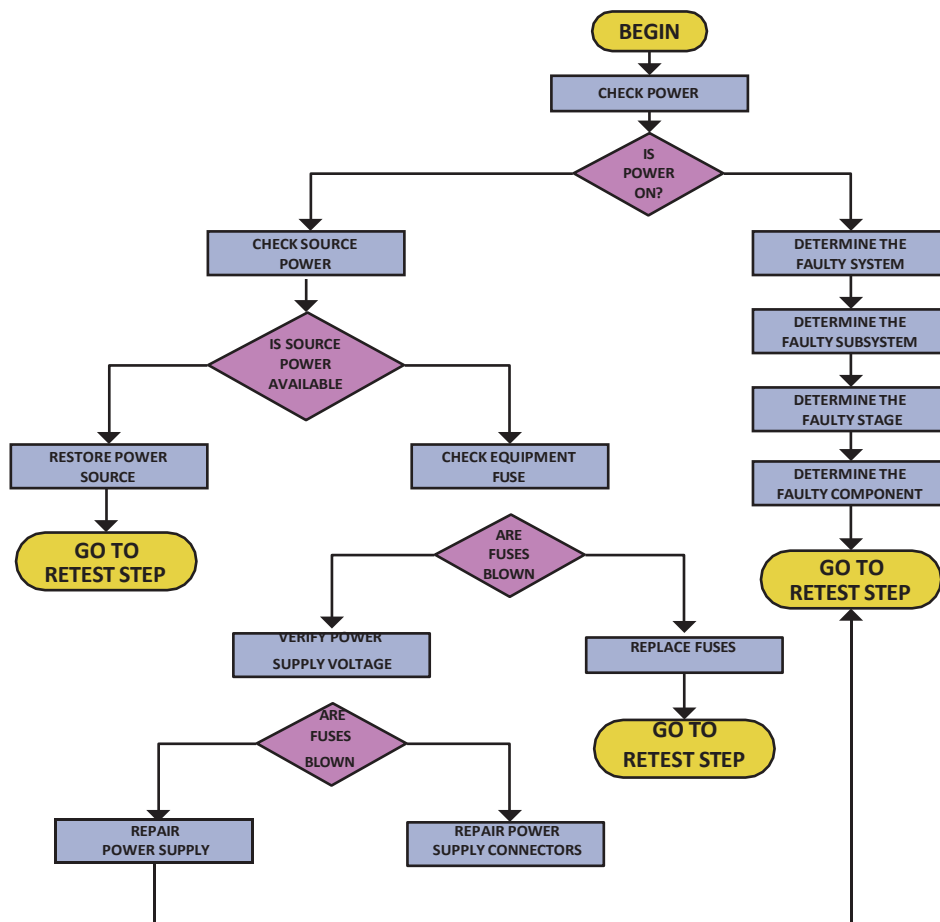 BEGIN
CHECK POWER
IS
POWER
ON?
CHECK SOURCE
POWER
DETERMINE THE
FAULTY SYSTEM
DETERMINE THE
FAULTY SUBSYSTEM
IS SOURCE
POWER
AVAILABLE
DETERMINE THE
FAULTY STAGE
RESTORE POWER
SOURCE
CHECK EQUIPMENT
FUSE
DETERMINE THE
FAULTY COMPONENT
GO TO
RETEST STEP
ARE
FUSES
BLOWN
GO TO
RETEST STEP
VERIFY POWER
SUPPLY VOLTAGE
REPLACE FUSES
ARE
FUSES
BLOWN
GO TO
RETEST STEP
REPAIR
POWER SUPPLY
REPAIR POWER
SUPPLY CONNECTORS